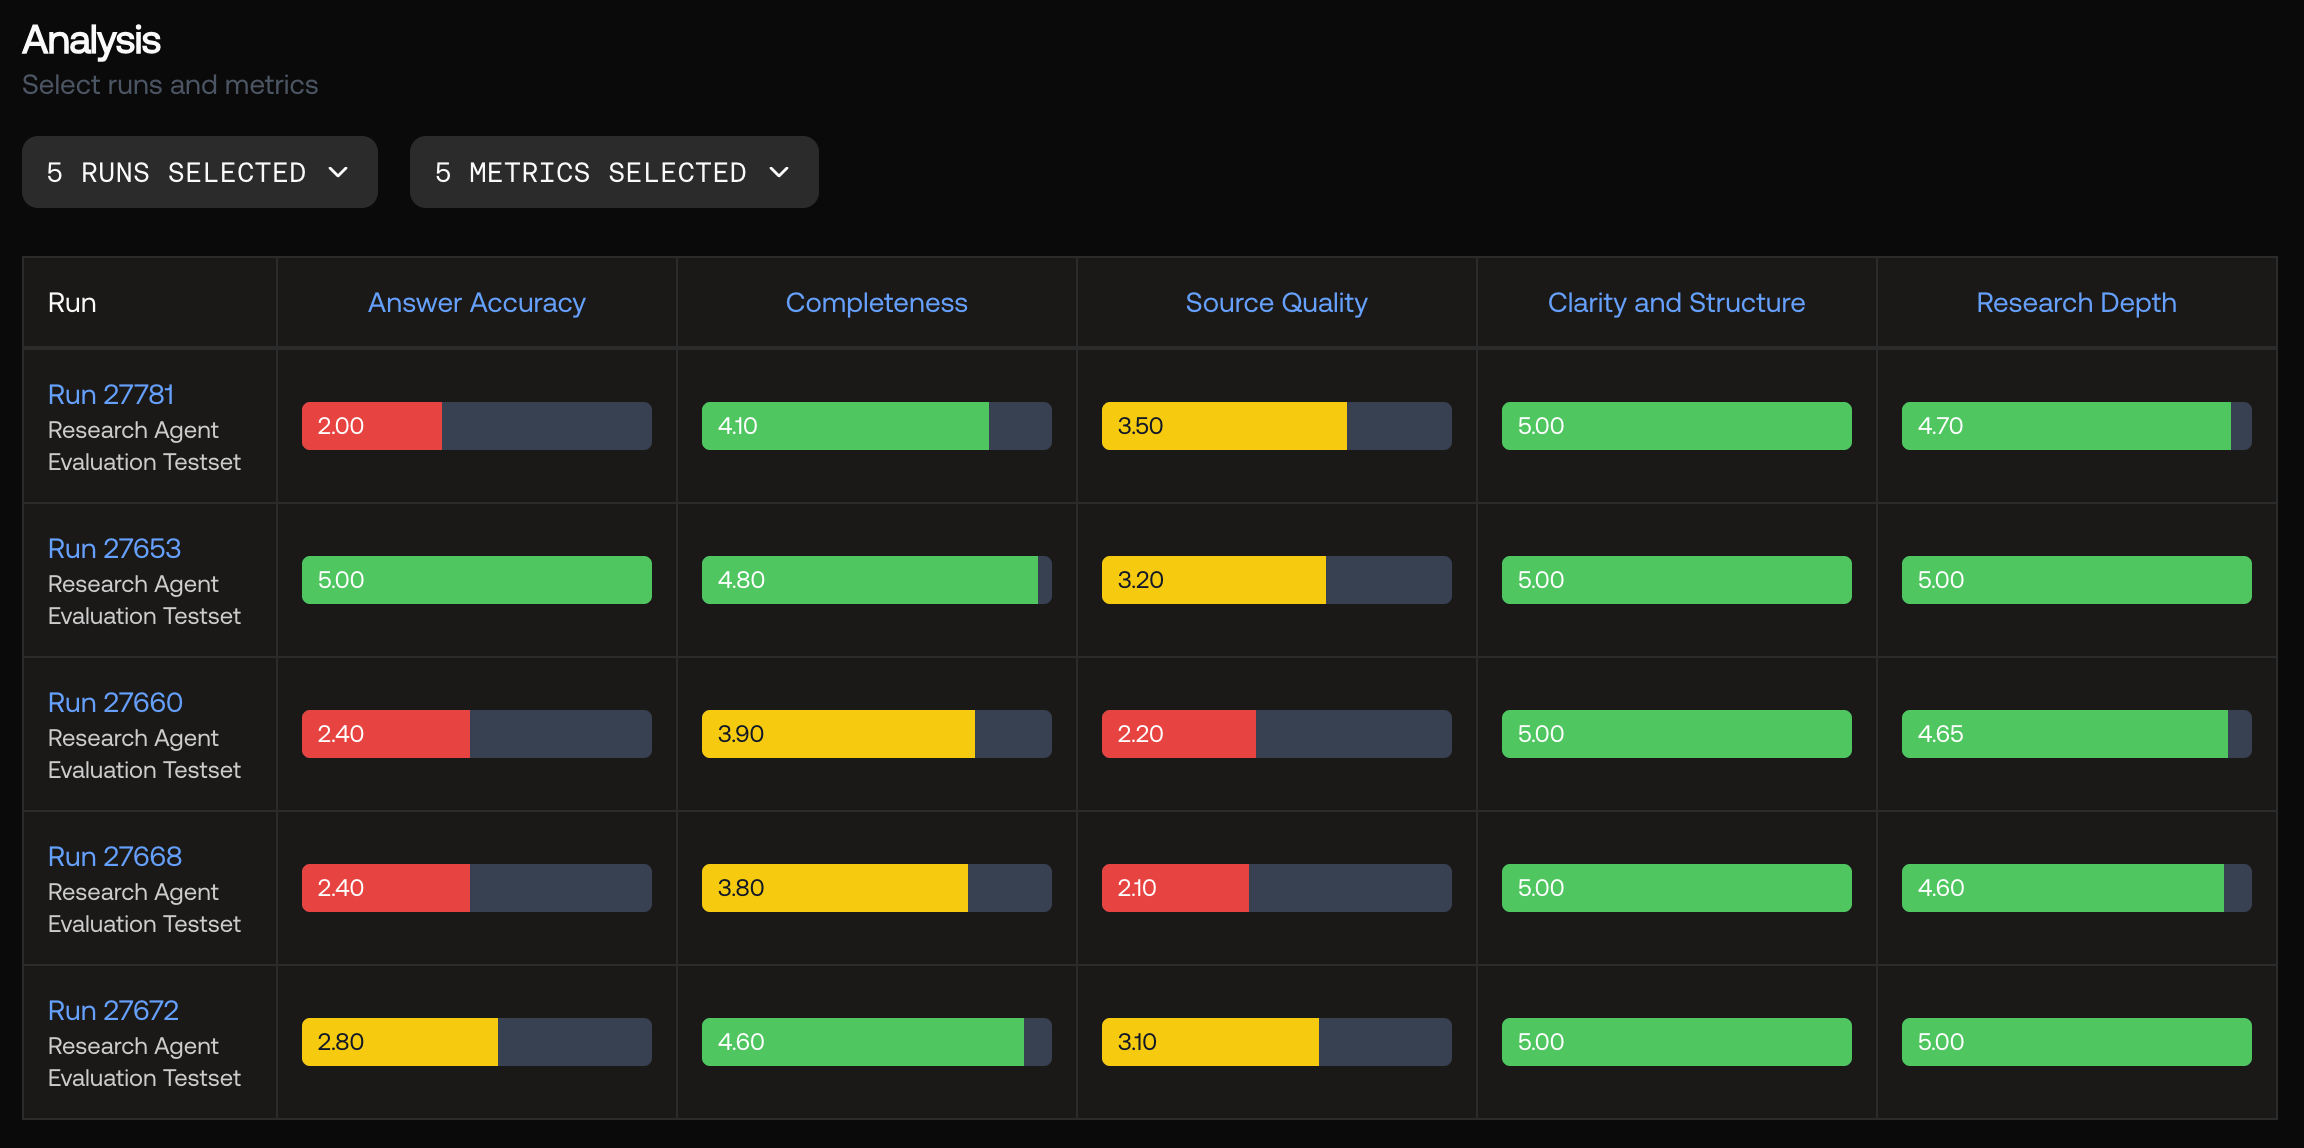 Analysis
Select runs and metrics
5 RUNS SELECTED
5 METRICS SELECTED
Run
Answer Accuracy
Completeness
Source Quality
Clarity and Structure
Research Depth
Run 27781
Research Agent
Evaluation Testset
2.00
4.10
3.50
5.00
4.70
Run 27653
Research Agent
Evaluation Testset
5.00
4.80
3.20
5.00
5.00
Run 27660
Research Agent
Evaluation Testset
2.40
3.90
2.20
5.00
4.65
Run 27668
Research Agent
Evaluation Testset
2.40
3.80
2.10
5.00
4.60
Run 27672
Research Agent
Evaluation Testset
2.80
4.60
3.10
5.00
5.00